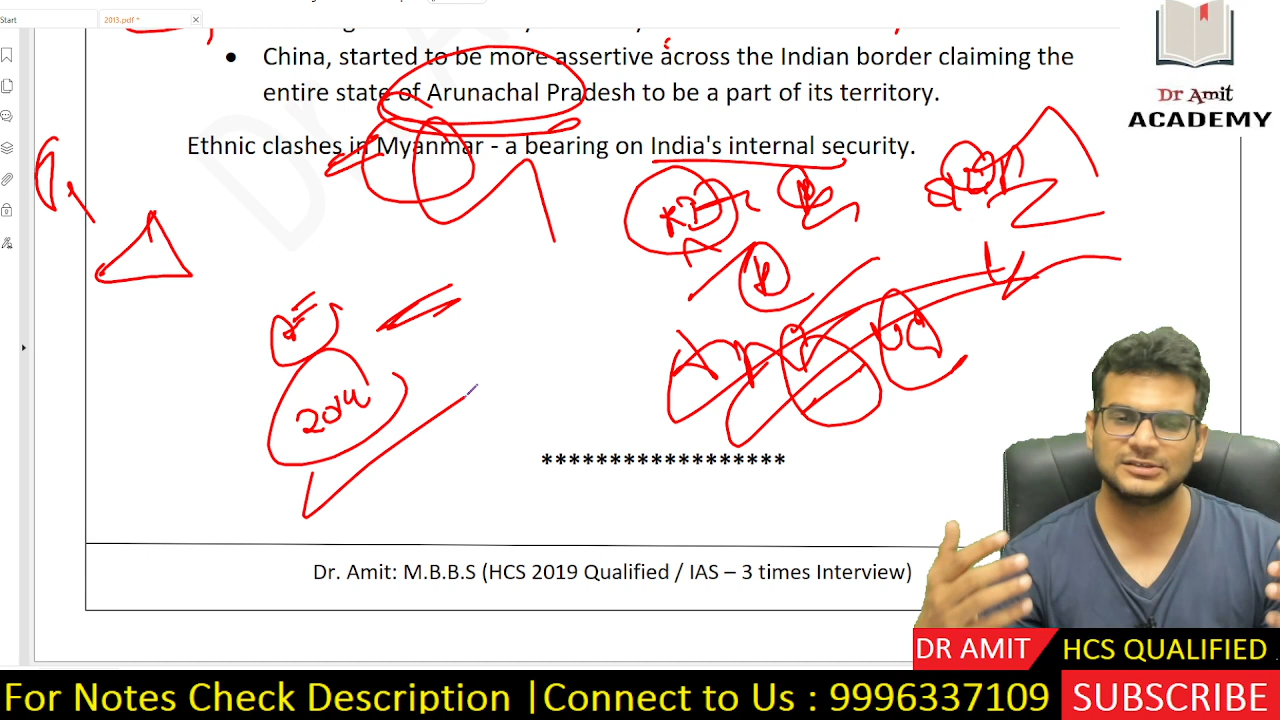 Start
2013.pdf *
China, started to be more assertive across the Indian border claiming the
entire state of Arunachal Pradesh to be a part of its territory.
Ethnic clashes in Myanmar - a bearing on India's internal security.
2014
******************
Dr. Amit: M.B.B.S (HCS 2019 Qualified / IAS – 3 times Interview)
Dr Amit
ACADEMY
DR AMIT
HCS QUALIFIED
For Notes Check Description |Connect to Us : 9996337109
SUBSCRIBE